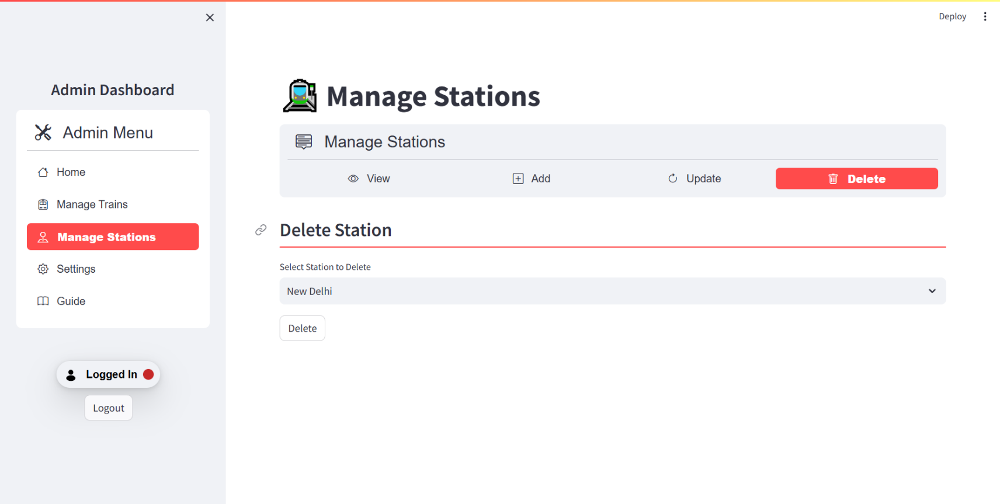 Deploy
Admin Dashboard
Admin Menu
Home
Manage Trains
Manage Stations
Settings
Guide
Logged In
Logout
Manage Stations
Manage Stations
View
Add
Update
Delete
Delete Station
Select Station to Delete
New Delhi
Delete